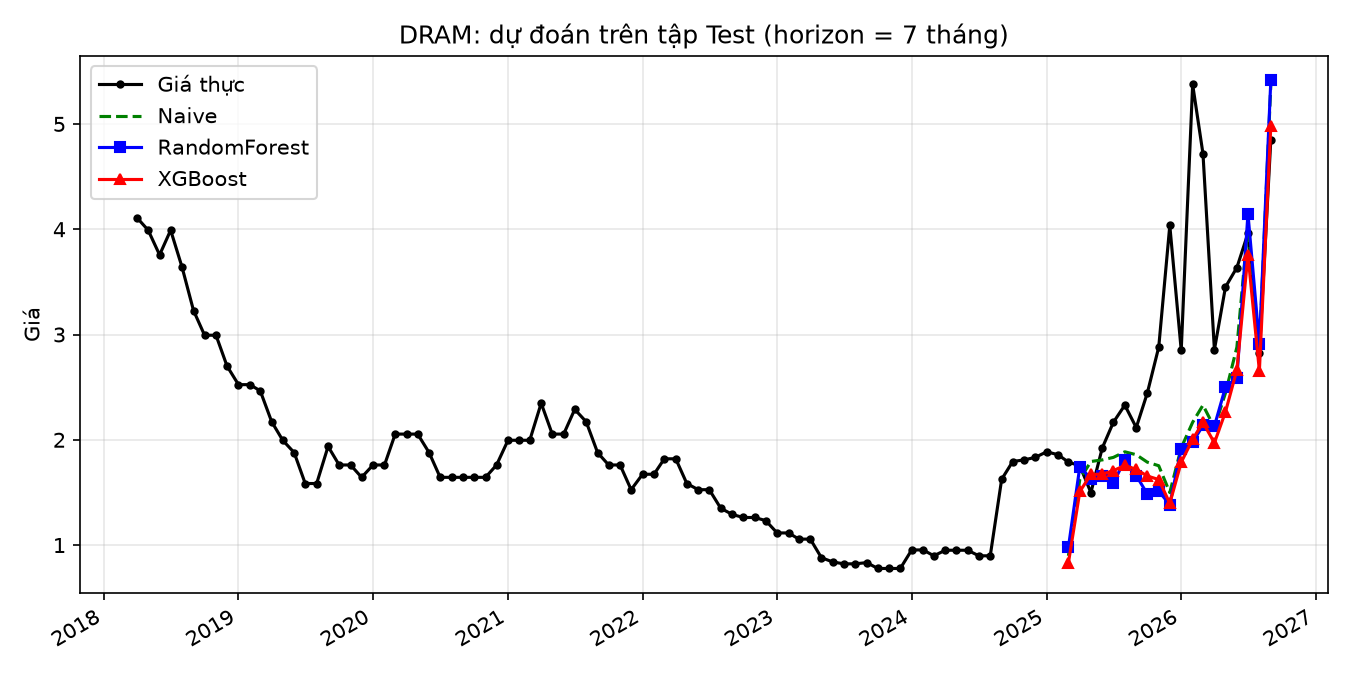 DRAM: dự đoán trên tập Test (horizon = 7 tháng)
Giá thực
Naive
RandomForest
XGBoost
Giá
5
4
3
2
1
2018
2019
2020
2021
2022
2023
2024
2025
2026
2027